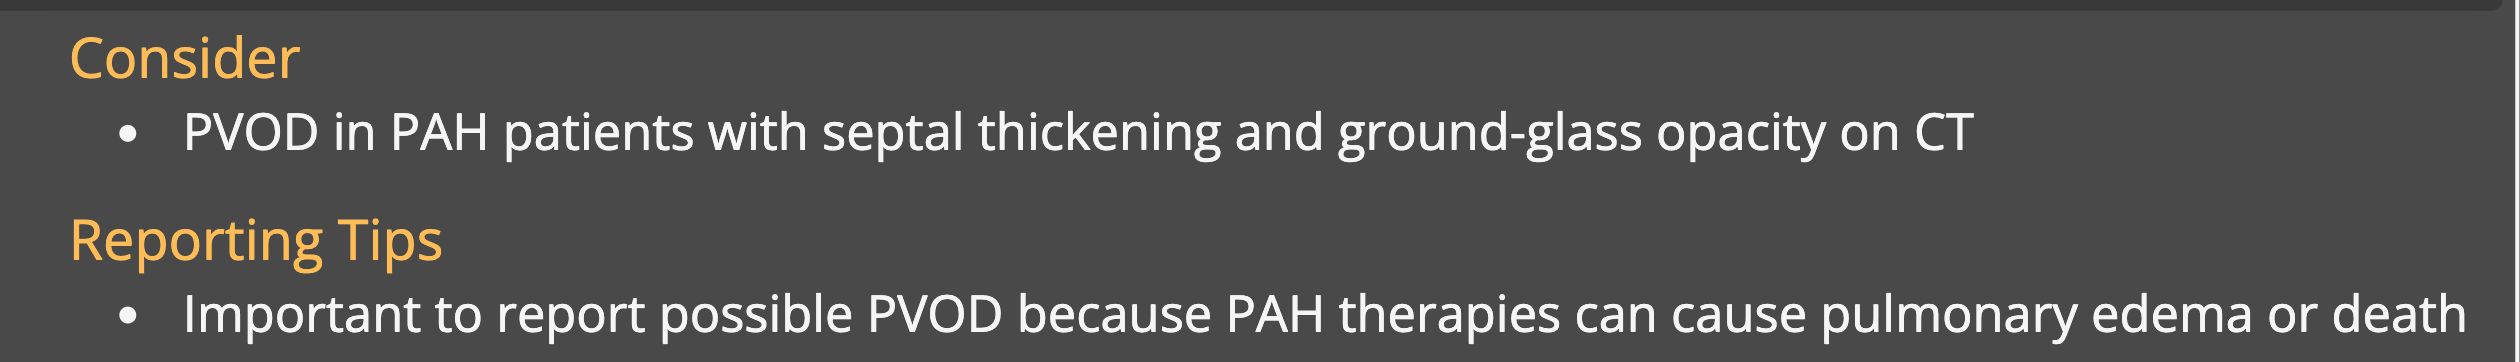 Consider
• PVOD in PAH patients with septal thickening and ground-glass opacity on CT
Reporting Tips
• Important to report possible PVOD because PAH therapies can cause pulmonary edema or death